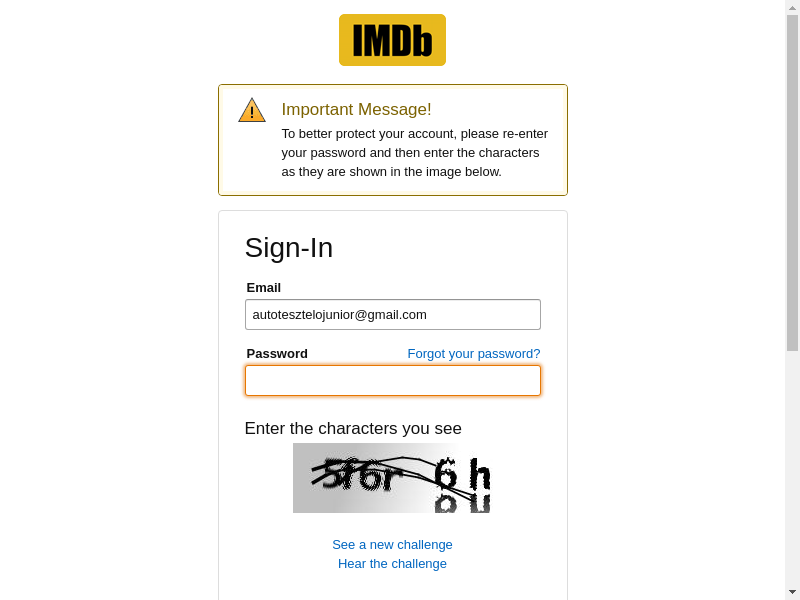 IMDb
Important Message!
To better protect your account, please re-enter
your password and then enter the characters
as they are shown in the image below.
Sign-In
Email
autotesztelojunior@gmail.com
Password Forgot your password?
Enter the characters you see
See a new challenge
Hear the challenge